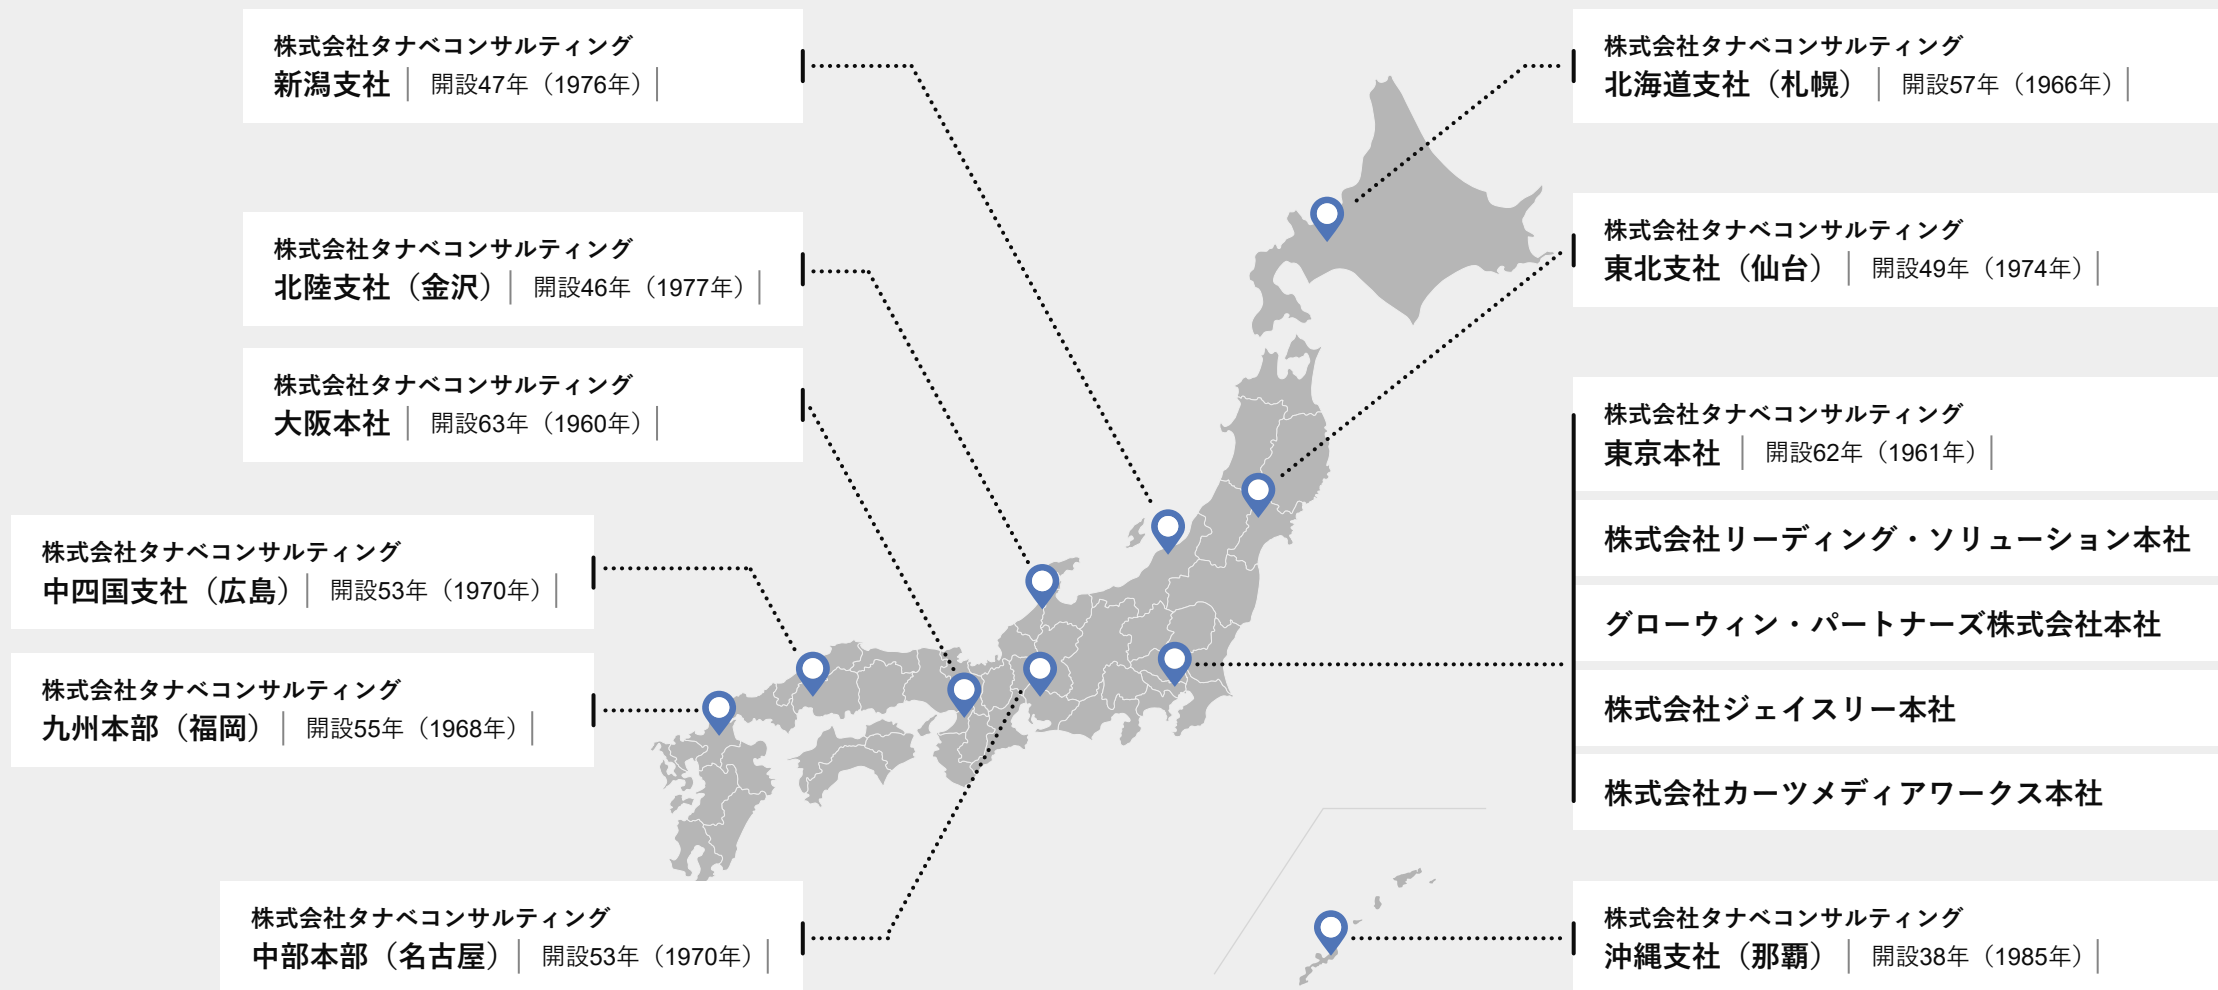 株式会社タナベコンサルティング
新潟支社 | 開設47年（1976年） |
株式会社タナベコンサルティング
北陸支社（金沢） | 開設46年（1977年） |
株式会社タナベコンサルティング
大阪本社 | 開設63年（1960年） |
株式会社タナベコンサルティング
中四国支社（広島） | 開設53年（1970年） |
株式会社タナベコンサルティング
九州本部（福岡） | 開設55年（1968年） |
株式会社タナベコンサルティング
中部本部（名古屋） | 開設53年（1970年） |
株式会社タナベコンサルティング
北海道支社（札幌） | 開設57年（1966年） |
株式会社タナベコンサルティング
東北支社（仙台） | 開設49年（1974年） |
株式会社タナベコンサルティング
東京本社 | 開設62年（1961年） |
株式会社リーディング・ソリューション本社
グローウィン・パートナーズ株式会社本社
株式会社ジェイスリー本社
株式会社カーツメディアワークス本社
株式会社タナベコンサルティング
沖縄支社（那覇） | 開設38年（1985年） |